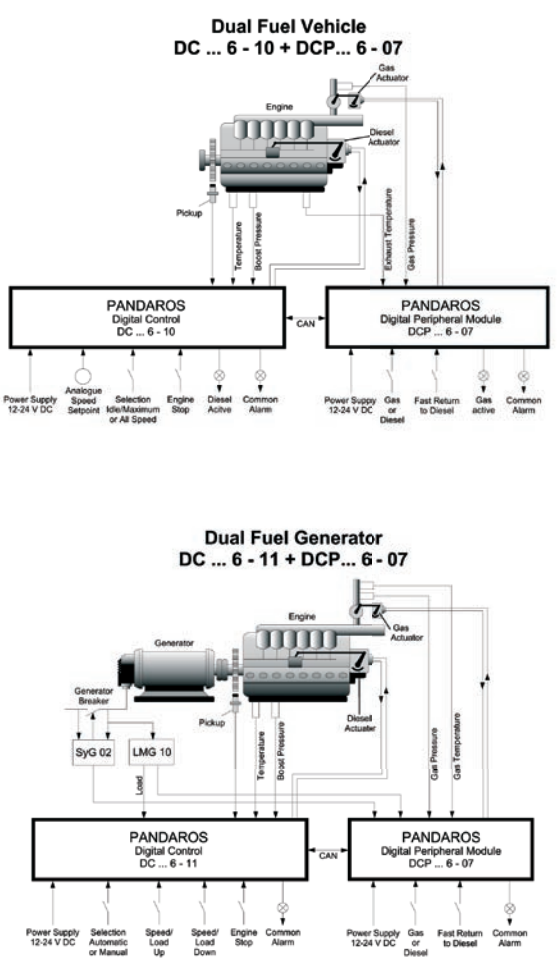 Dual Fuel Vehicle
DC ... 6 - 10 + DCP... 6 - 07
Gas
Actuator
Engine
Diesel
Actuator
Pickup
Temperature
Boost Pressure
Exhaust Temperature
Gas Pressure
PANDAROS
Digital Control
DC ... 6 - 10
CAN
PANDAROS
Digital Peripheral Module
DCP ... 6 - 07
Power Supply
12-24 V DC
Analogue
Speed
Setpoint
Selection
Idle/Maximum
or All Speed
Engine
Stop
Diesel
Acitve
Common
Alarm
Power Supply
12-24 V DC
Gas
or
Diesel
Fast Return
to Diesel
Gas
active
Common
Alarm
Dual Fuel Generator
DC ... 6 - 11 + DCP... 6 - 07
Engine
Gas
Actuator
Generator
Generator
Breaker
Pickup
Diesel
Actuator
SyG 02
LMG 10
Load
Temperature
Boost Pressure
Gas Pressure
Gas Temperature
PANDAROS
Digital Control
DC ... 6 - 11
CAN
PANDAROS
Digital Peripheral Module
DCP ... 6 - 07
Power Supply
12-24 V DC
Selection
Automatic
or Manual
Speed/
Load
Up
Speed/
Load
Down
Engine
Stop
Common
Alarm
Power Supply
12-24 V DC
Gas
or
Diesel
Fast Return
to Diesel
Common
Alarm